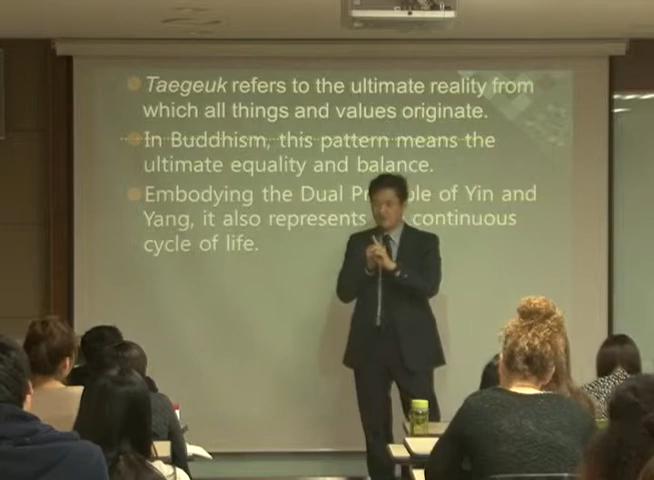 Taegeuk refers to the ultimate reality from
which all things and values originate.
In Buddhism, this pattern means the
ultimate equality and balance.
Embodying the Dual Pr ple of Yin and
Yang, it also represents continuous
cycle of life.